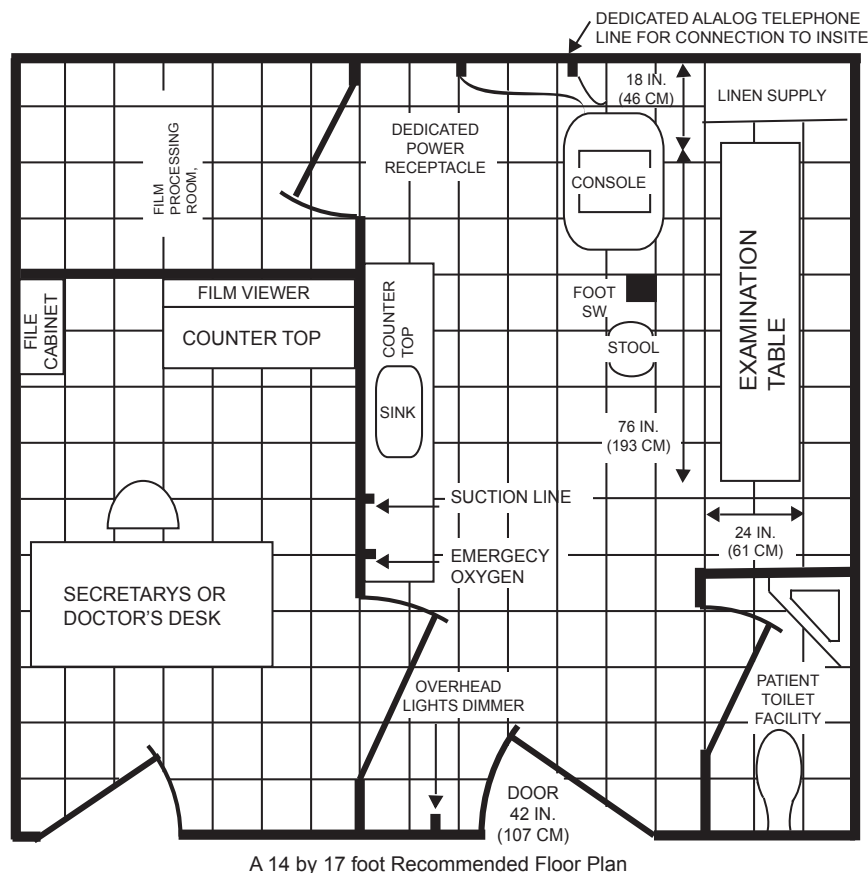 DEDICATED ALALOG TELEPHONE
LINE FOR CONNECTION TO INSITE
18 IN.
(46 CM)
LINEN SUPPLY
DEDICATED
POWER
RECEPTACLE
FILM
PROCESSING
ROOM,
CONSOLE
EXAMINATION
TABLE
FILE
CABINET
FILM VIEWER
COUNTER TOP
COUNTER
TOP
FOOT
SW
STOOL
SINK
76 IN.
(193 CM)
SUCTION LINE
24 IN.
(61 CM)
EMERGECY
OXYGEN
SECRETARYS OR
DOCTOR'S DESK
OVERHEAD
LIGHTS DIMMER
PATIENT
TOILET
FACILITY
DOOR
42 IN.
(107 CM)
A 14 by 17 foot Recommended Floor Plan